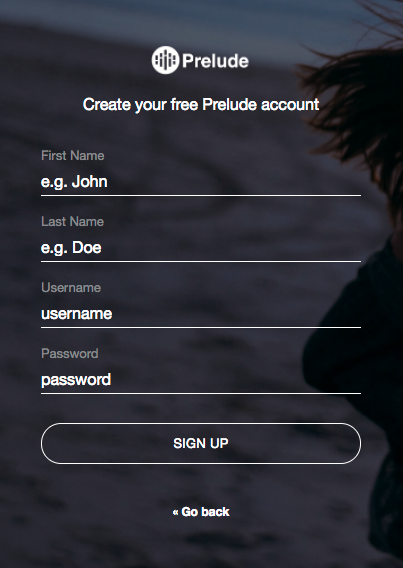 Prelude
Create your free Prelude account
First Name
e.g. John
Last Name
e.g. Doe
Username
username
Password
password
SIGN UP
« Go back